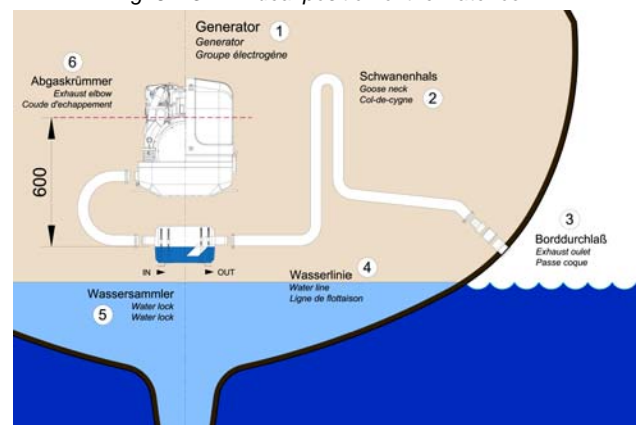 1
Generator
Generator
Groupe électrogène
6
Abgaskrümmer
Exhaust elbow
Coude d'echappement
Schwanenhals
Goose neck
Col-de-cygne
2
600
3
Borddurchlaß
Exhaust oulet
Passe coque
IN
OUT
Wasserlinie
Water line
Ligne de flottaison
4
Wassersammler
Water lock
Water lock
5